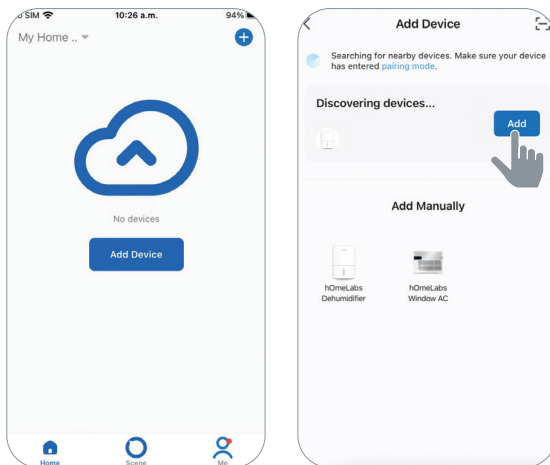 SIM
10:26 a.m.
94%
My Home ..
No devices
Add Device
Home
Scene
Me
Add Device
Searching for nearby devices. Make sure your device
has entered pairing mode.
Discovering devices...
Add
Add Manually
hOmeLabs
Dehumidifier
hOmeLabs
Window AC